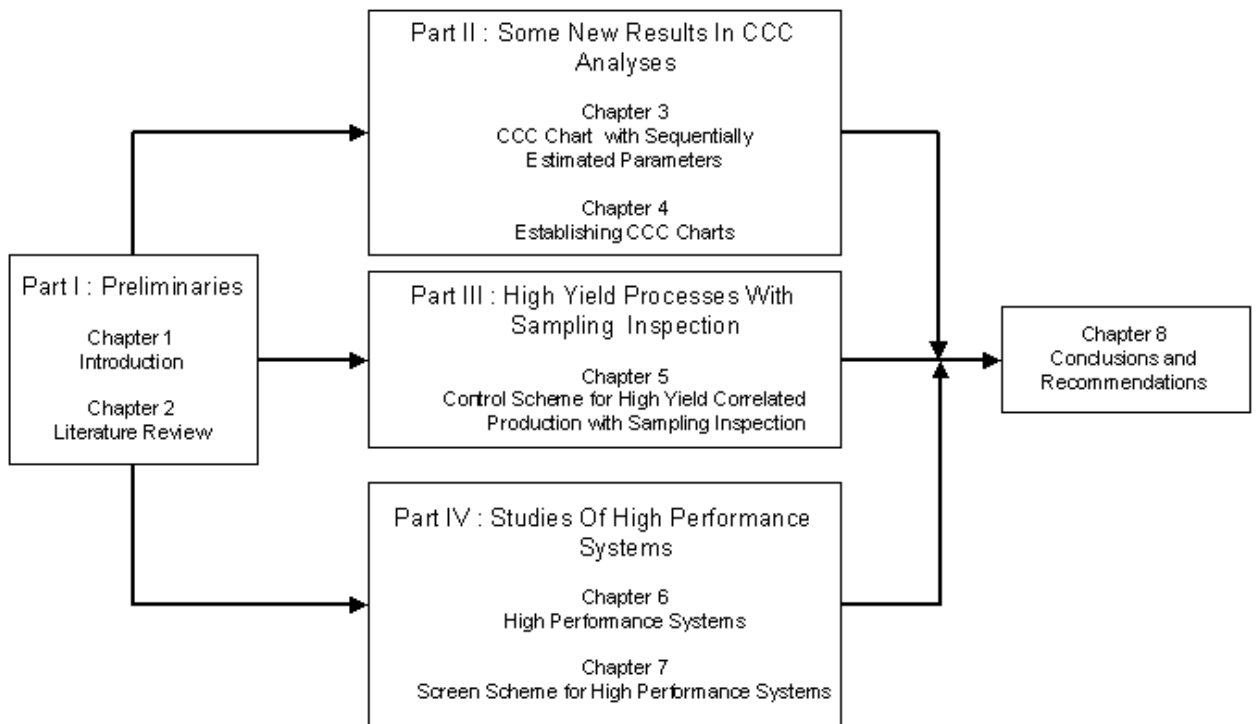 Part I : Preliminaries
Chapter 1
Introduction
Chapter 2
Literature Review
Part II : Some New Results In CCC
Analyses
Chapter 3
CCC Chart with Sequentially
Estimated Parameters
Chapter 4
Establishing CCC Charts
Part III : High Yield Processes With
Sampling Inspection
Chapter 5
Control Scheme for High Yield Correlated
Production with Sampling Inspection
Part IV : Studies Of High Performance
Systems
Chapter 6
High Performance Systems
Chapter 7
Screen Scheme for High Performance Systems
Chapter 8
Conclusions and
Recommendations